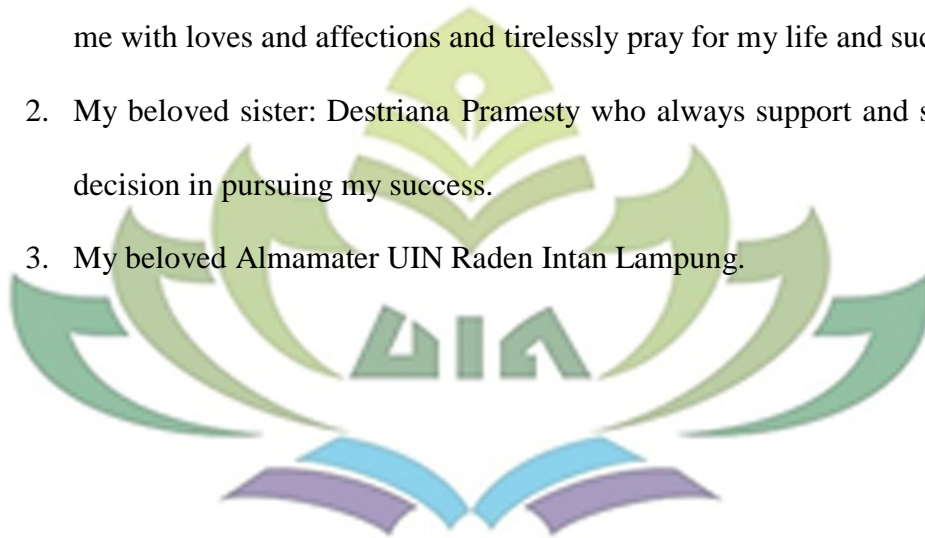 me with loves and affections and tirelessly pray for my life and
2. My beloved sister: Destriana Pramesty who always support and
decision in pursuing my success.
3. My beloved Almamater UIN Raden Intan Lampung.
UIN